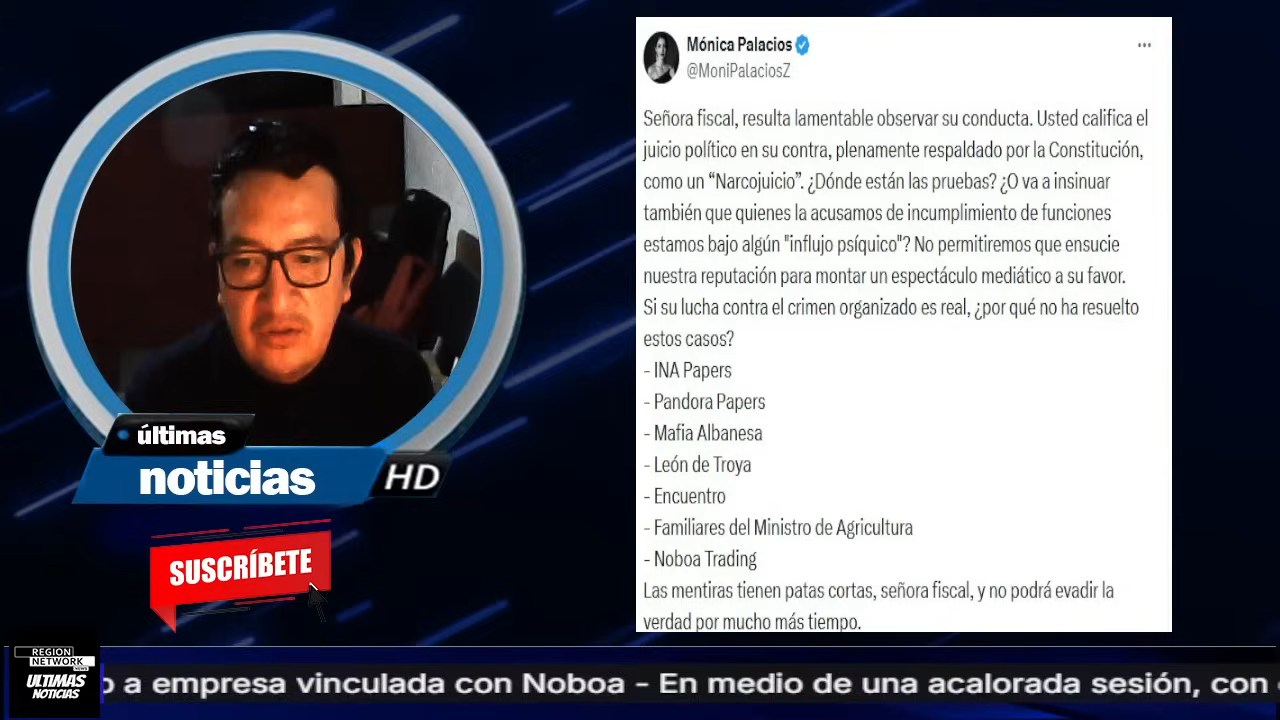 Mónica Palacios
@MoniPalaciosZ
Señora fiscal, resulta lamentable observar su conducta. Usted califica el
juicio político en su contra, plenamente respaldado por la Constitución,
como un “Narcojuicio”. ¿Dónde están las pruebas? ¿O va a insinuar
también que quienes la acusamos de incumplimiento de funciones
estamos bajo algún "influjo psíquico"? No permitiremos que ensucie
nuestra reputación para montar un espectáculo mediático a su favor.
Si su lucha contra el crimen organizado es real, ¿por qué no ha resuelto
estos casos?
- INA Papers
- Pandora Papers
- Mafia Albanesa
- León de Troya
- Encuentro
- Familiares del Ministro de Agricultura
- Noboa Trading
Las mentiras tienen patas cortas, señora fiscal, y no podrá evadir la
verdad por mucho más tiempo.
últimas
noticias HD
SUSCRÍBETE
REGION
NETWORK
NEWS
ULTIMAS
NOTICIAS
a empresa vinculada con Noboa – En medio de una acalorada sesión, con